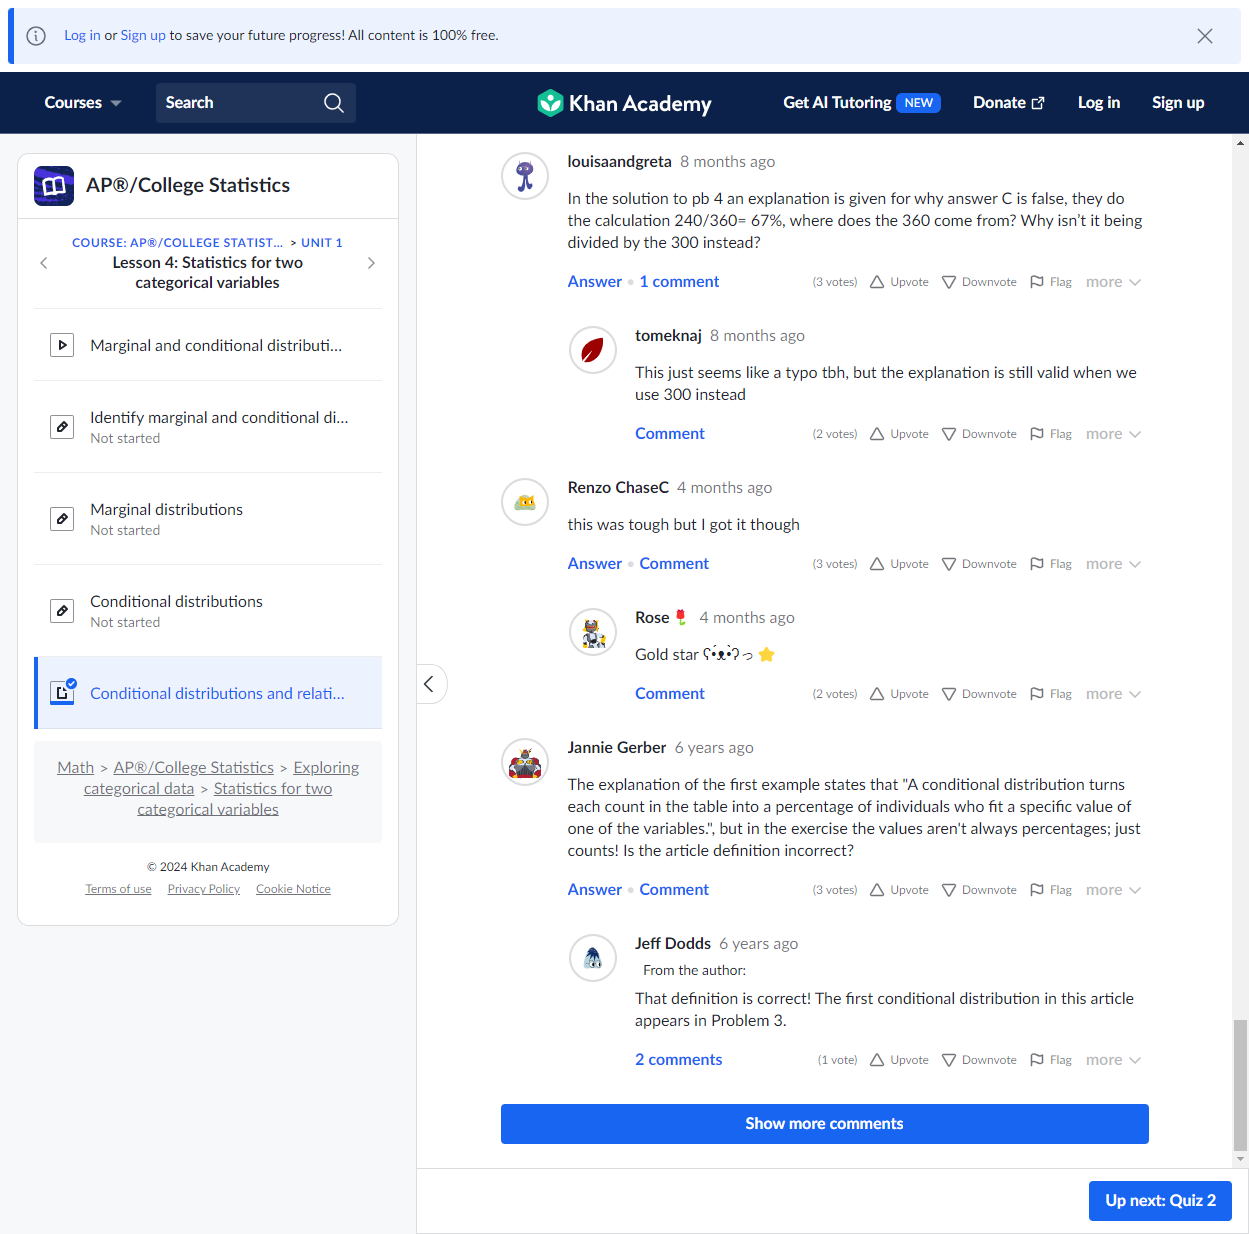 Log in or Sign up to save your future progress! All content is 100% free.
Courses
Search
Khan Academy
Get AI Tutoring NEW
Donate
Log in
Sign up
AP®/College Statistics
COURSE: AP®/COLLEGE STATIST... > UNIT 1
Lesson 4: Statistics for two
categorical variables
Marginal and conditional distributi...
Identify marginal and conditional di...
Not started
Marginal distributions
Not started
Conditional distributions
Not started
Conditional distributions and relati...
Math > AP®/College Statistics > Exploring
categorical data > Statistics for two
categorical variables
© 2024 Khan Academy
Terms of use Privacy Policy Cookie Notice
louisaandgreta 8 months ago
In the solution to pb 4 an explanation is given for why answer C is false, they do
the calculation 240/360= 67%, where does the 360 come from? Why isn't it being
divided by the 300 instead?
Answer • 1 comment (3 votes) Upvote Downvote Flag more
tomeknaj 8 months ago
This just seems like a typo tbh, but the explanation is still valid when we
use 300 instead
Comment (2 votes) Upvote Downvote Flag more
Renzo ChaseC 4 months ago
this was tough but I got it though
Answer • Comment (3 votes) Upvote Downvote Flag more
Rose🌷 4 months ago
Gold star ʕ•́ᴥ•̀ʔっ⭐
Comment (2 votes) Upvote Downvote Flag more
Jannie Gerber 6 years ago
The explanation of the first example states that "A conditional distribution turns
each count in the table into a percentage of individuals who fit a specific value of
one of the variables.", but in the exercise the values aren't always percentages; just
counts! Is the article definition incorrect?
Answer • Comment (3 votes) Upvote Downvote Flag more
Jeff Dodds 6 years ago
From the author:
That definition is correct! The first conditional distribution in this article
appears in Problem 3.
2 comments (1 vote) Upvote Downvote Flag more
Show more comments
Up next: Quiz 2